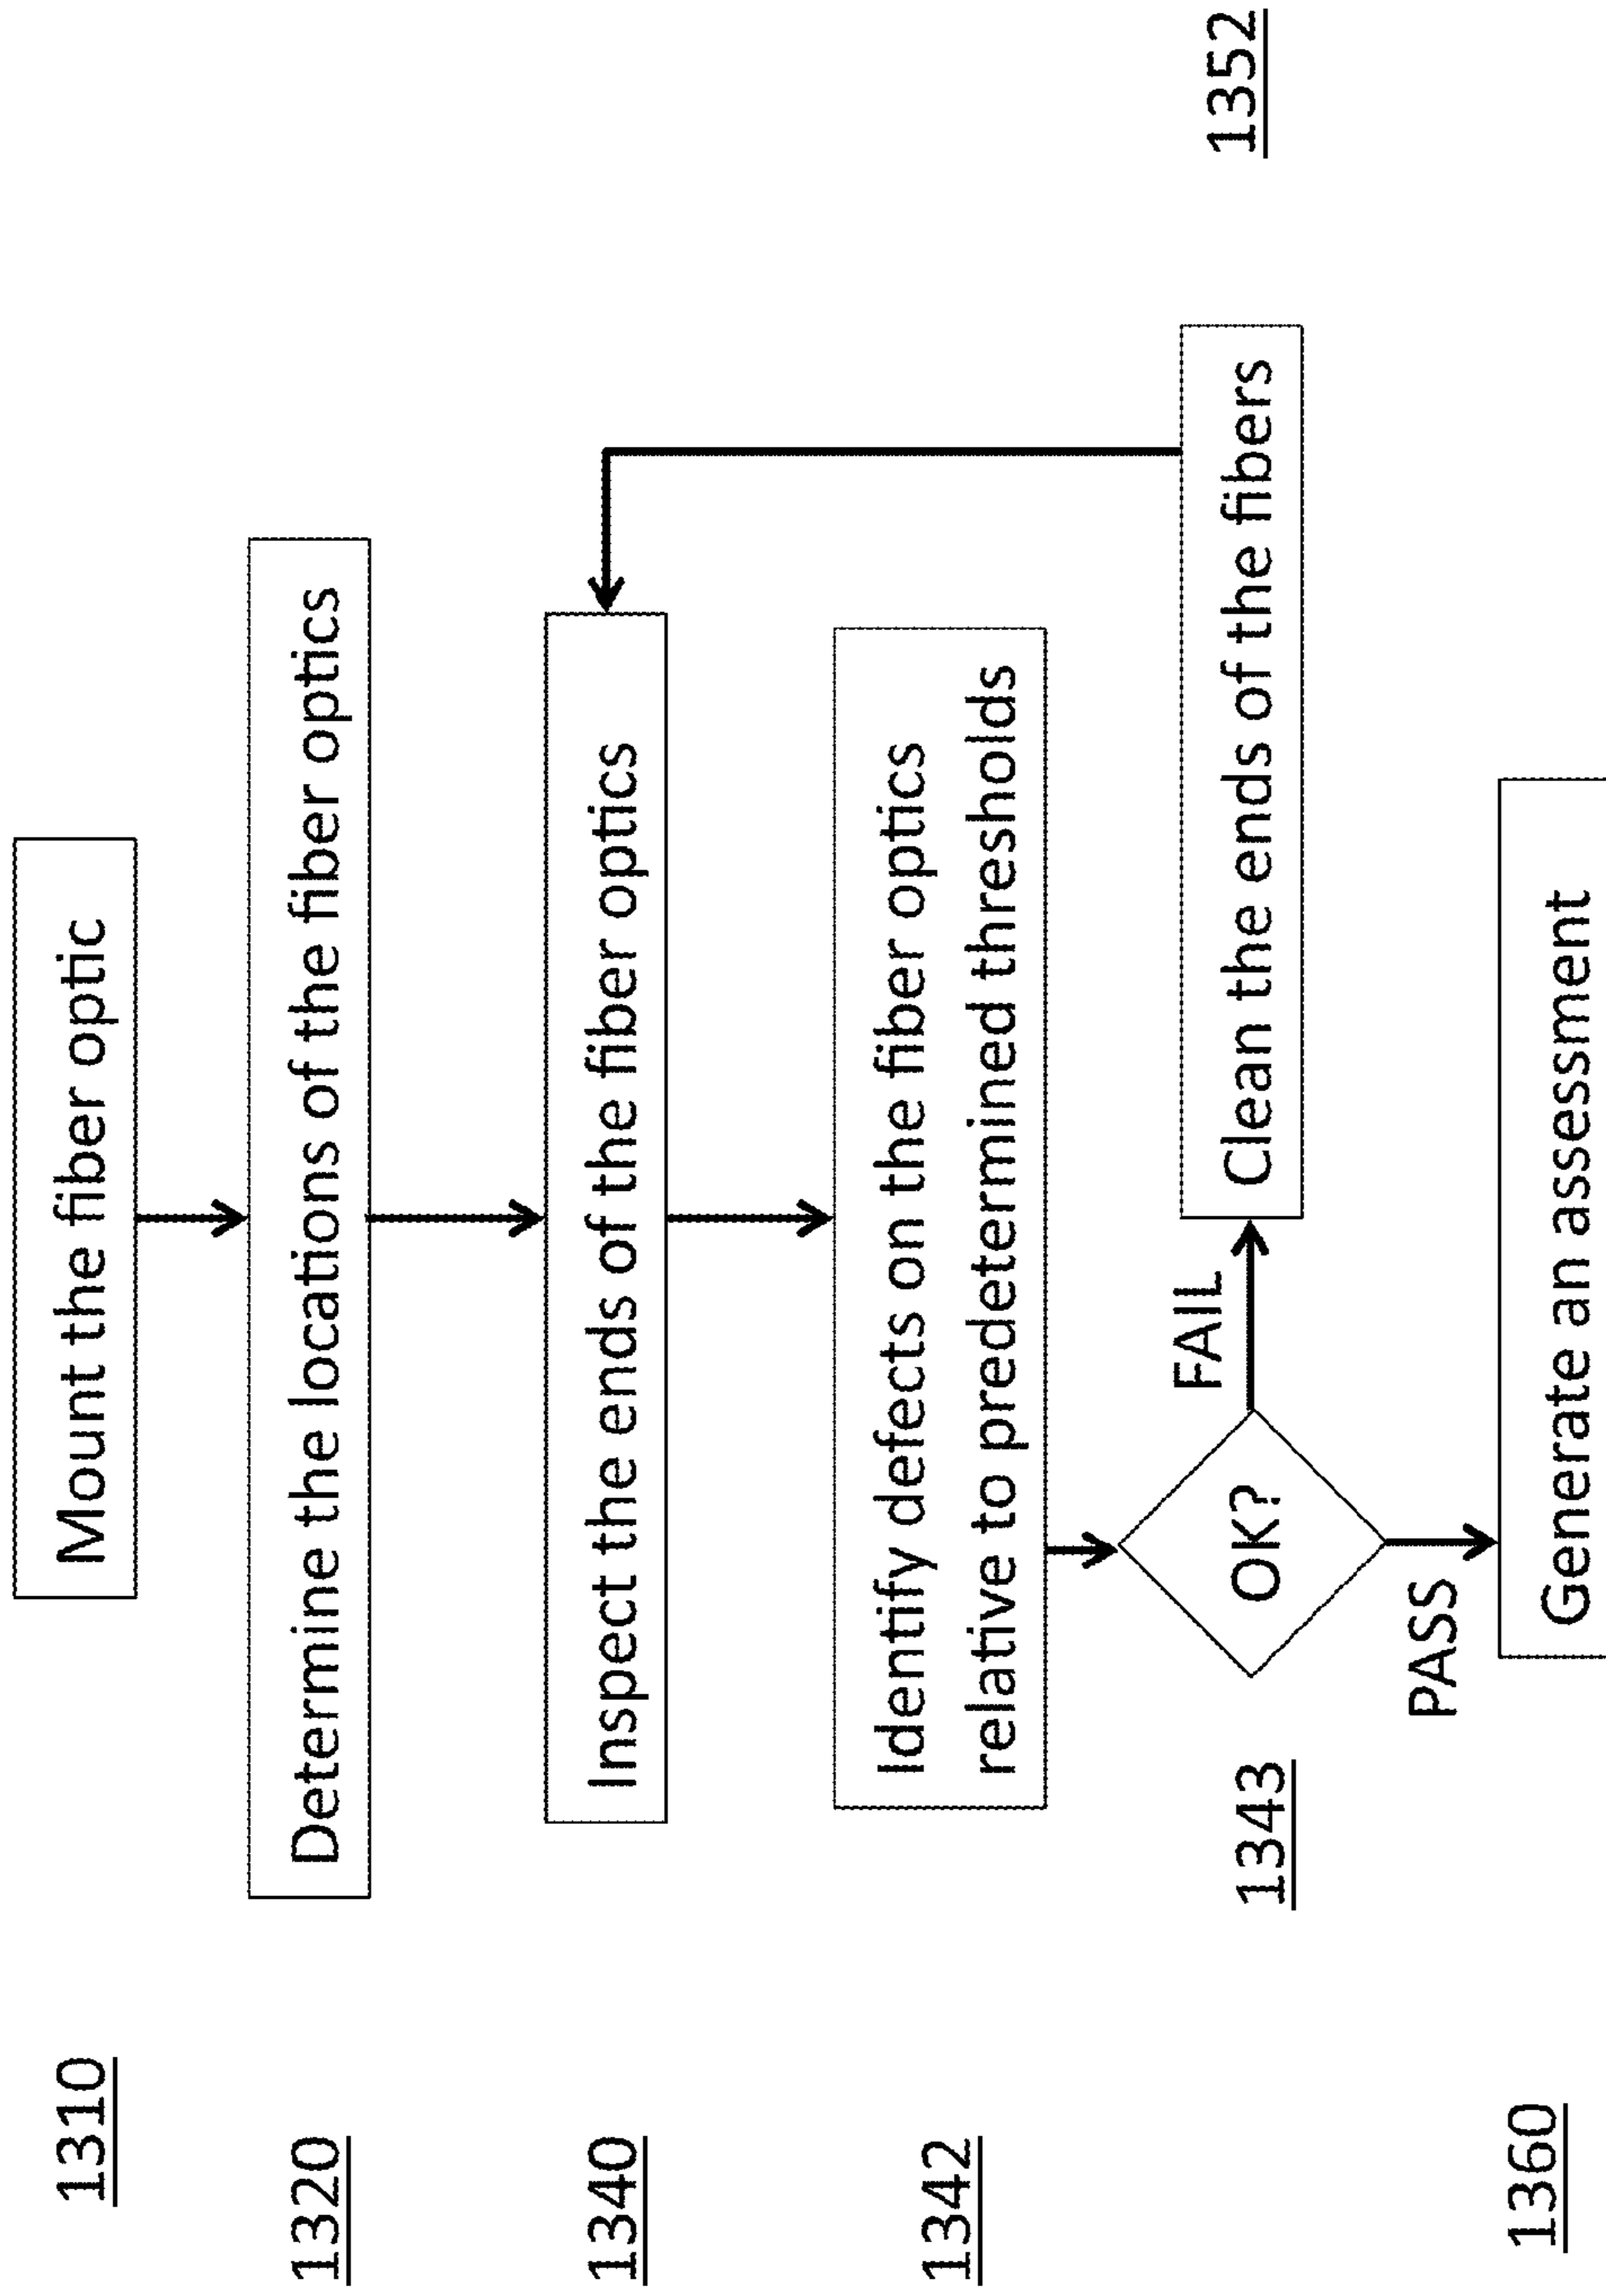 1310
Mount the fiber optic
1320
Determine the locations of the fiber optics
1340
Inspect the ends of the fiber optics
1342
Identify defects on the fiber optics
relative to predetermined thresholds
1343
OK?
FAIL
Clean the ends of the fibers
1352
PASS
1360
Generate an assessment